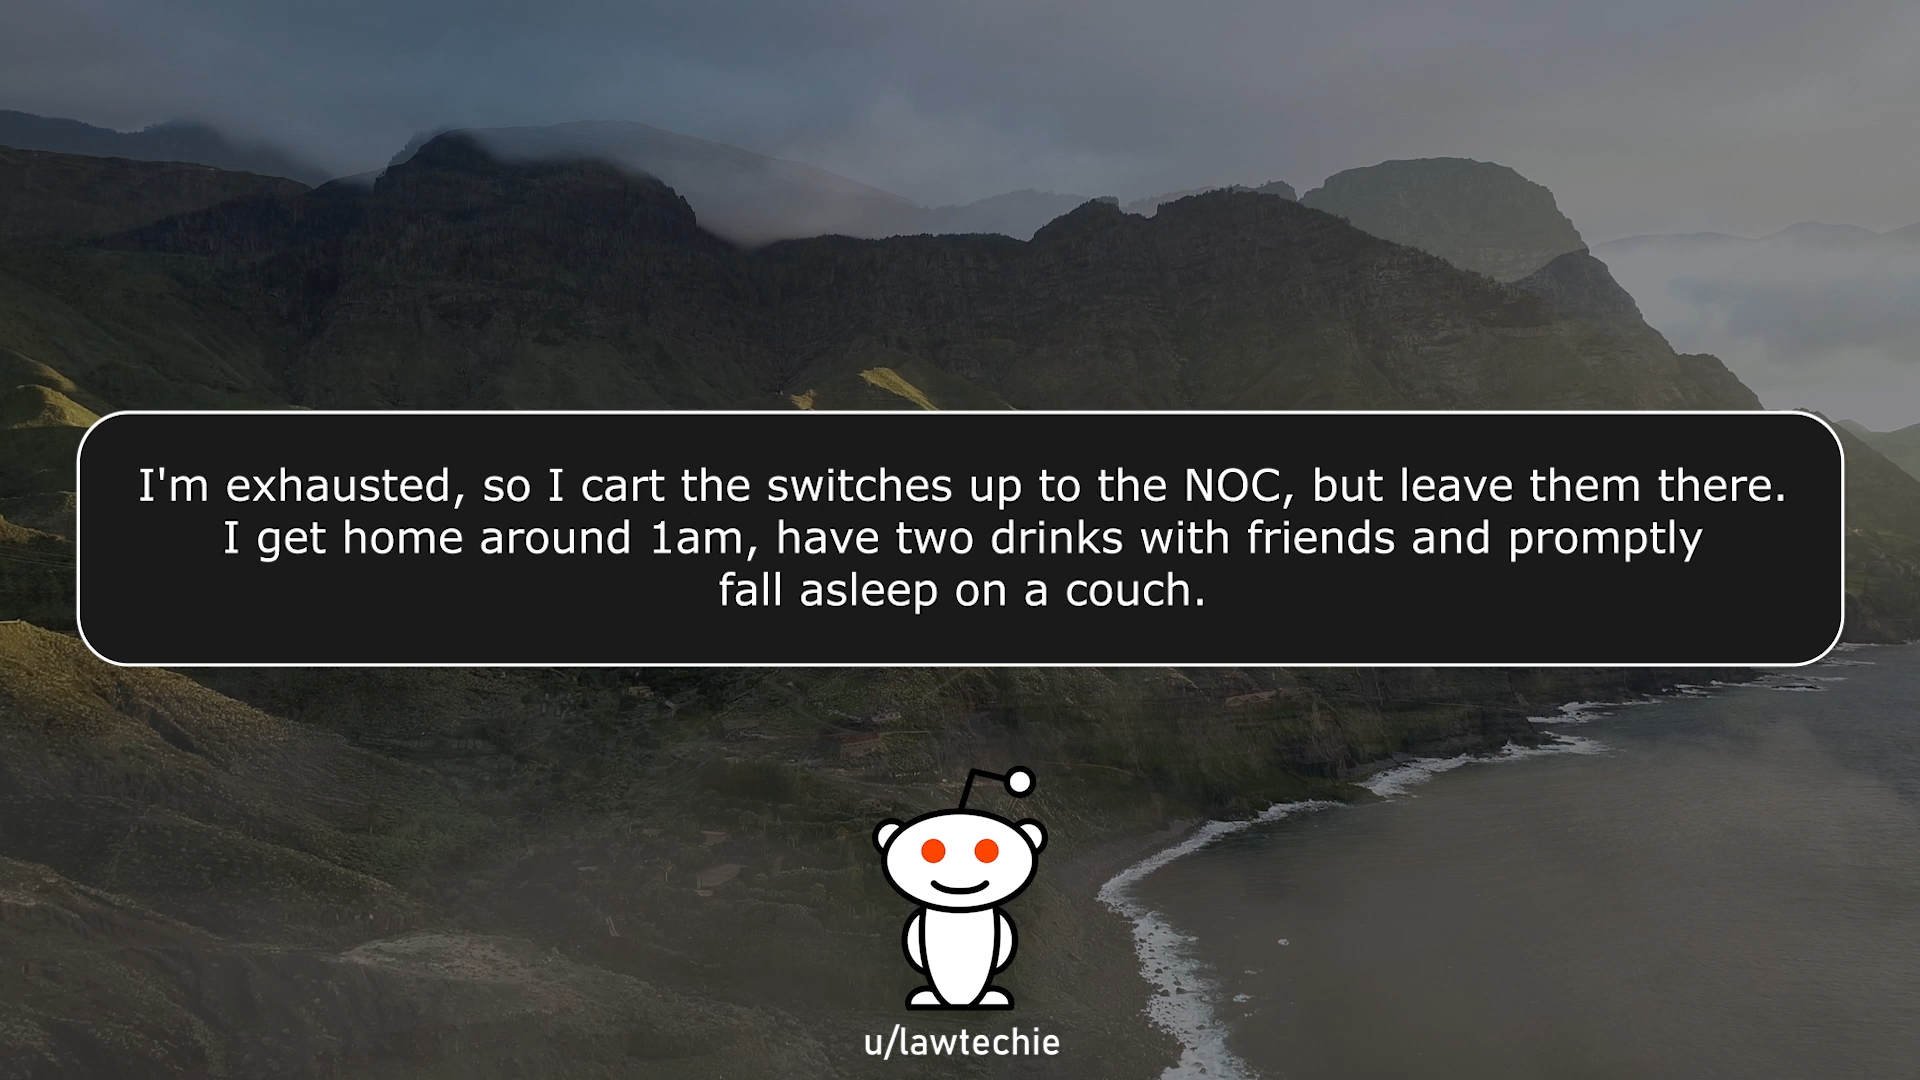 I'm exhausted, so I cart the switches up to the NOC, but leave them there.
I get home around 1am, have two drinks with friends and promptly
fall asleep on a couch.
u/lawtechie